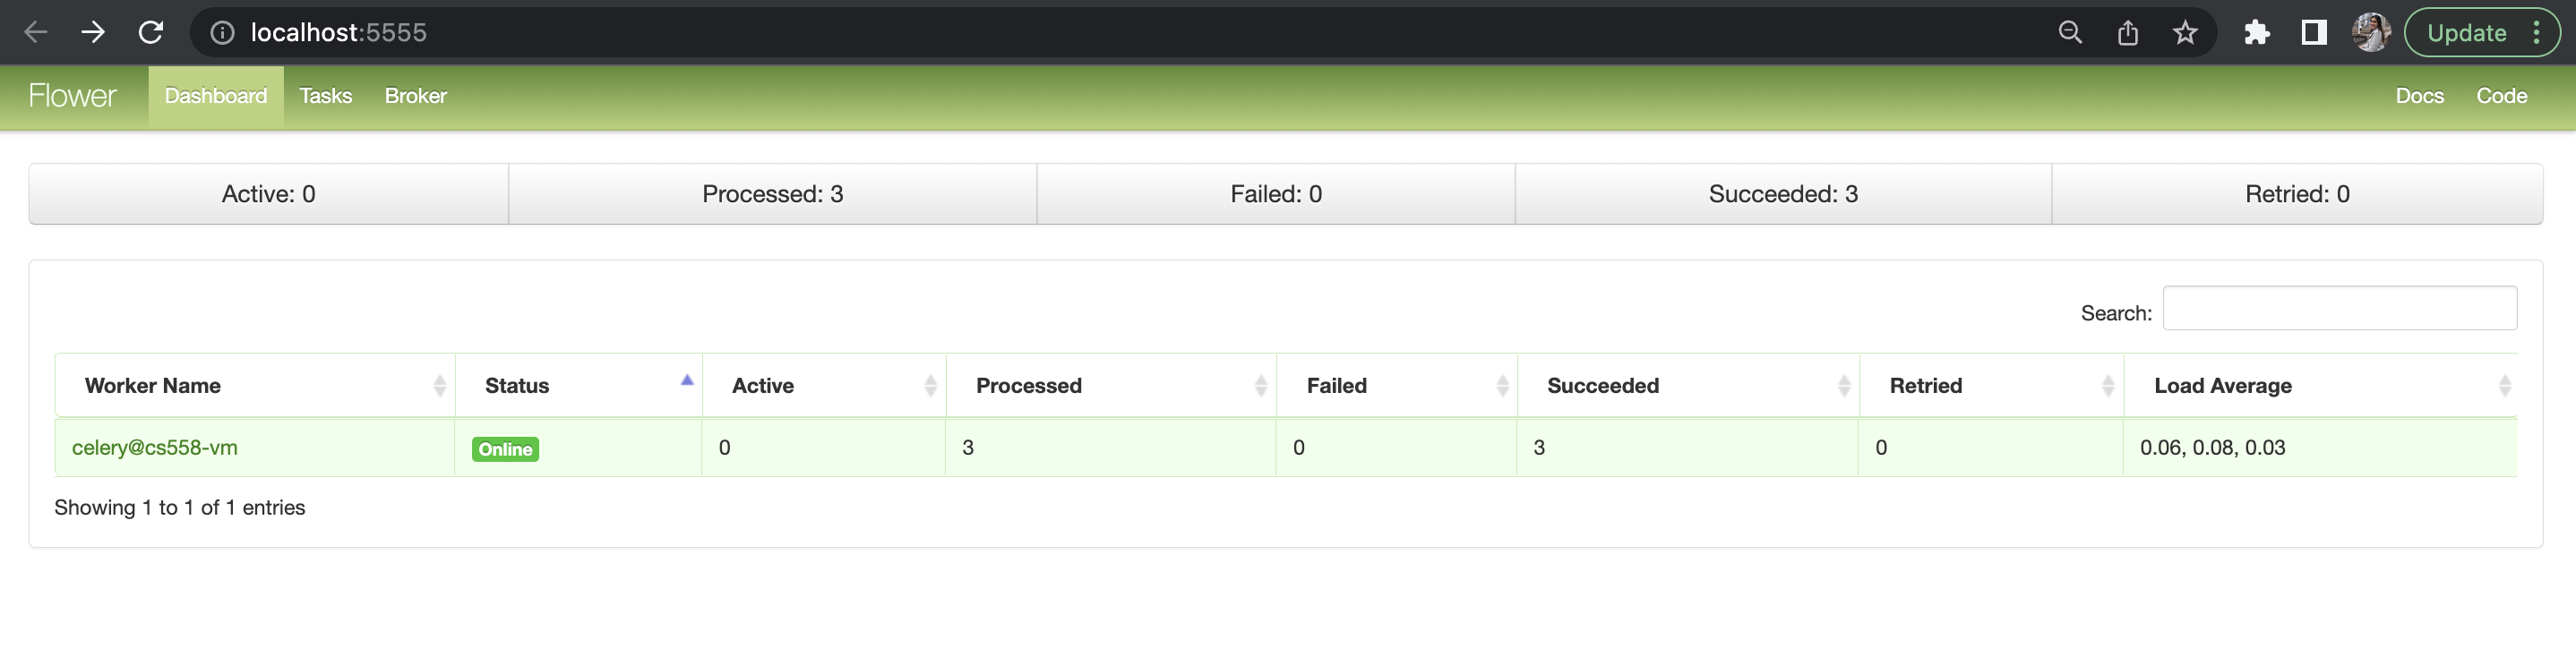 localhost:5555
Update
Flower Dashboard Tasks Broker Docs Code
Active: 0 Processed: 3 Failed: 0 Succeeded: 3 Retried: 0
Search:
Worker Name Status Active Processed Failed Succeeded Retried Load Average
celery@cs558-vm Online 0 3 0 3 0 0.06, 0.08, 0.03
Showing 1 to 1 of 1 entries